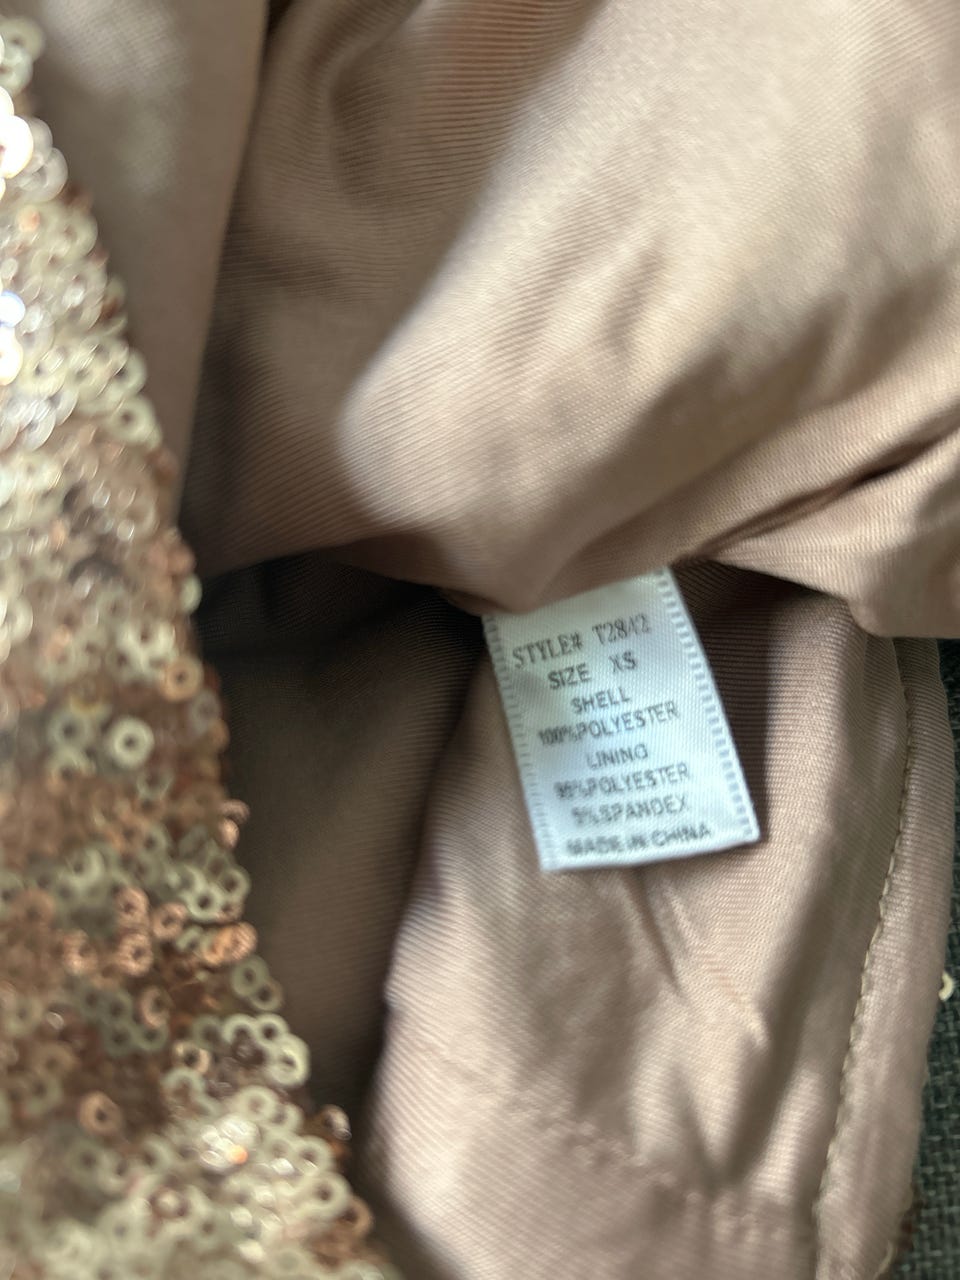 STYLE# T2842
SIZE XS
SHELL
100%POLYESTER
LINING
95%POLYESTER
5%SPANDEX
MADE IN CHINA